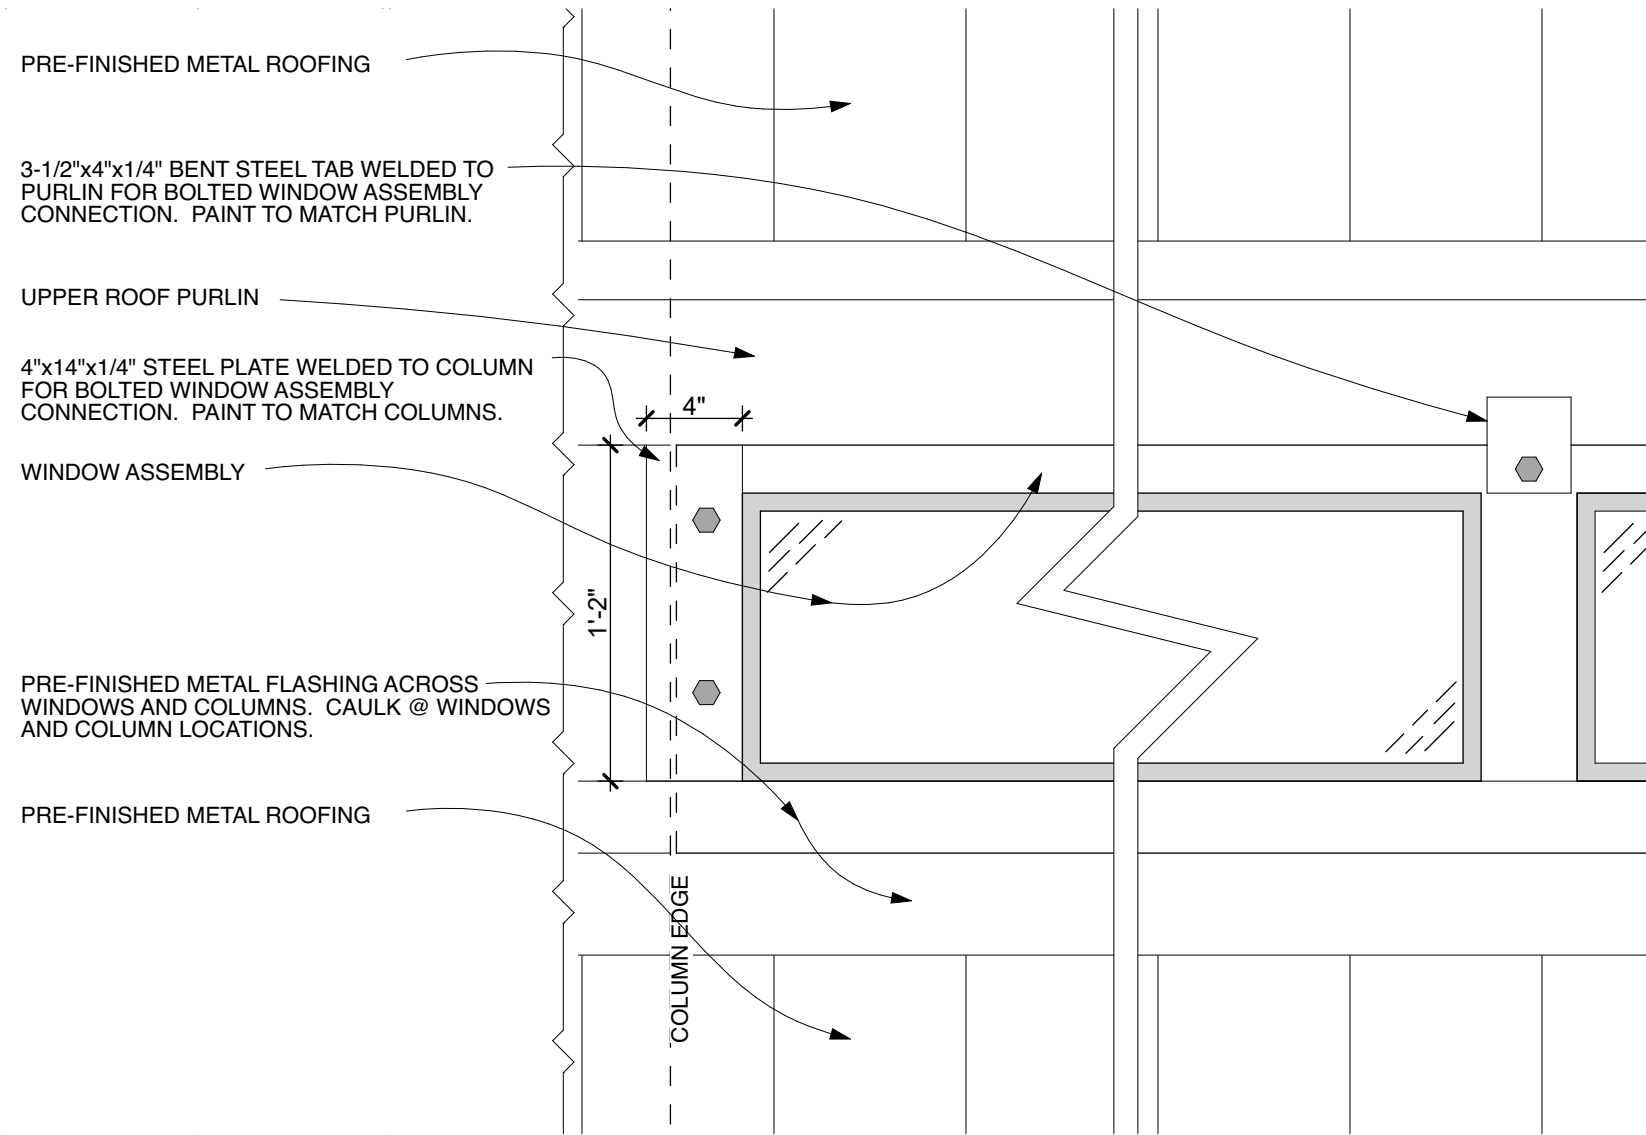 PRE-FINISHED METAL ROOFING
3-1/2"x4"x1/4" BENT STEEL TAB WELDED TO
PURLIN FOR BOLTED WINDOW ASSEMBLY
CONNECTION.  PAINT TO MATCH PURLIN.
UPPER ROOF PURLIN
4"x14"x1/4" STEEL PLATE WELDED TO COLUMN
FOR BOLTED WINDOW ASSEMBLY
CONNECTION.  PAINT TO MATCH COLUMNS.
4"
WINDOW ASSEMBLY
1'-2"
PRE-FINISHED METAL FLASHING ACROSS
WINDOWS AND COLUMNS.  CAULK @ WINDOWS
AND COLUMN LOCATIONS.
PRE-FINISHED METAL ROOFING
COLUMN EDGE